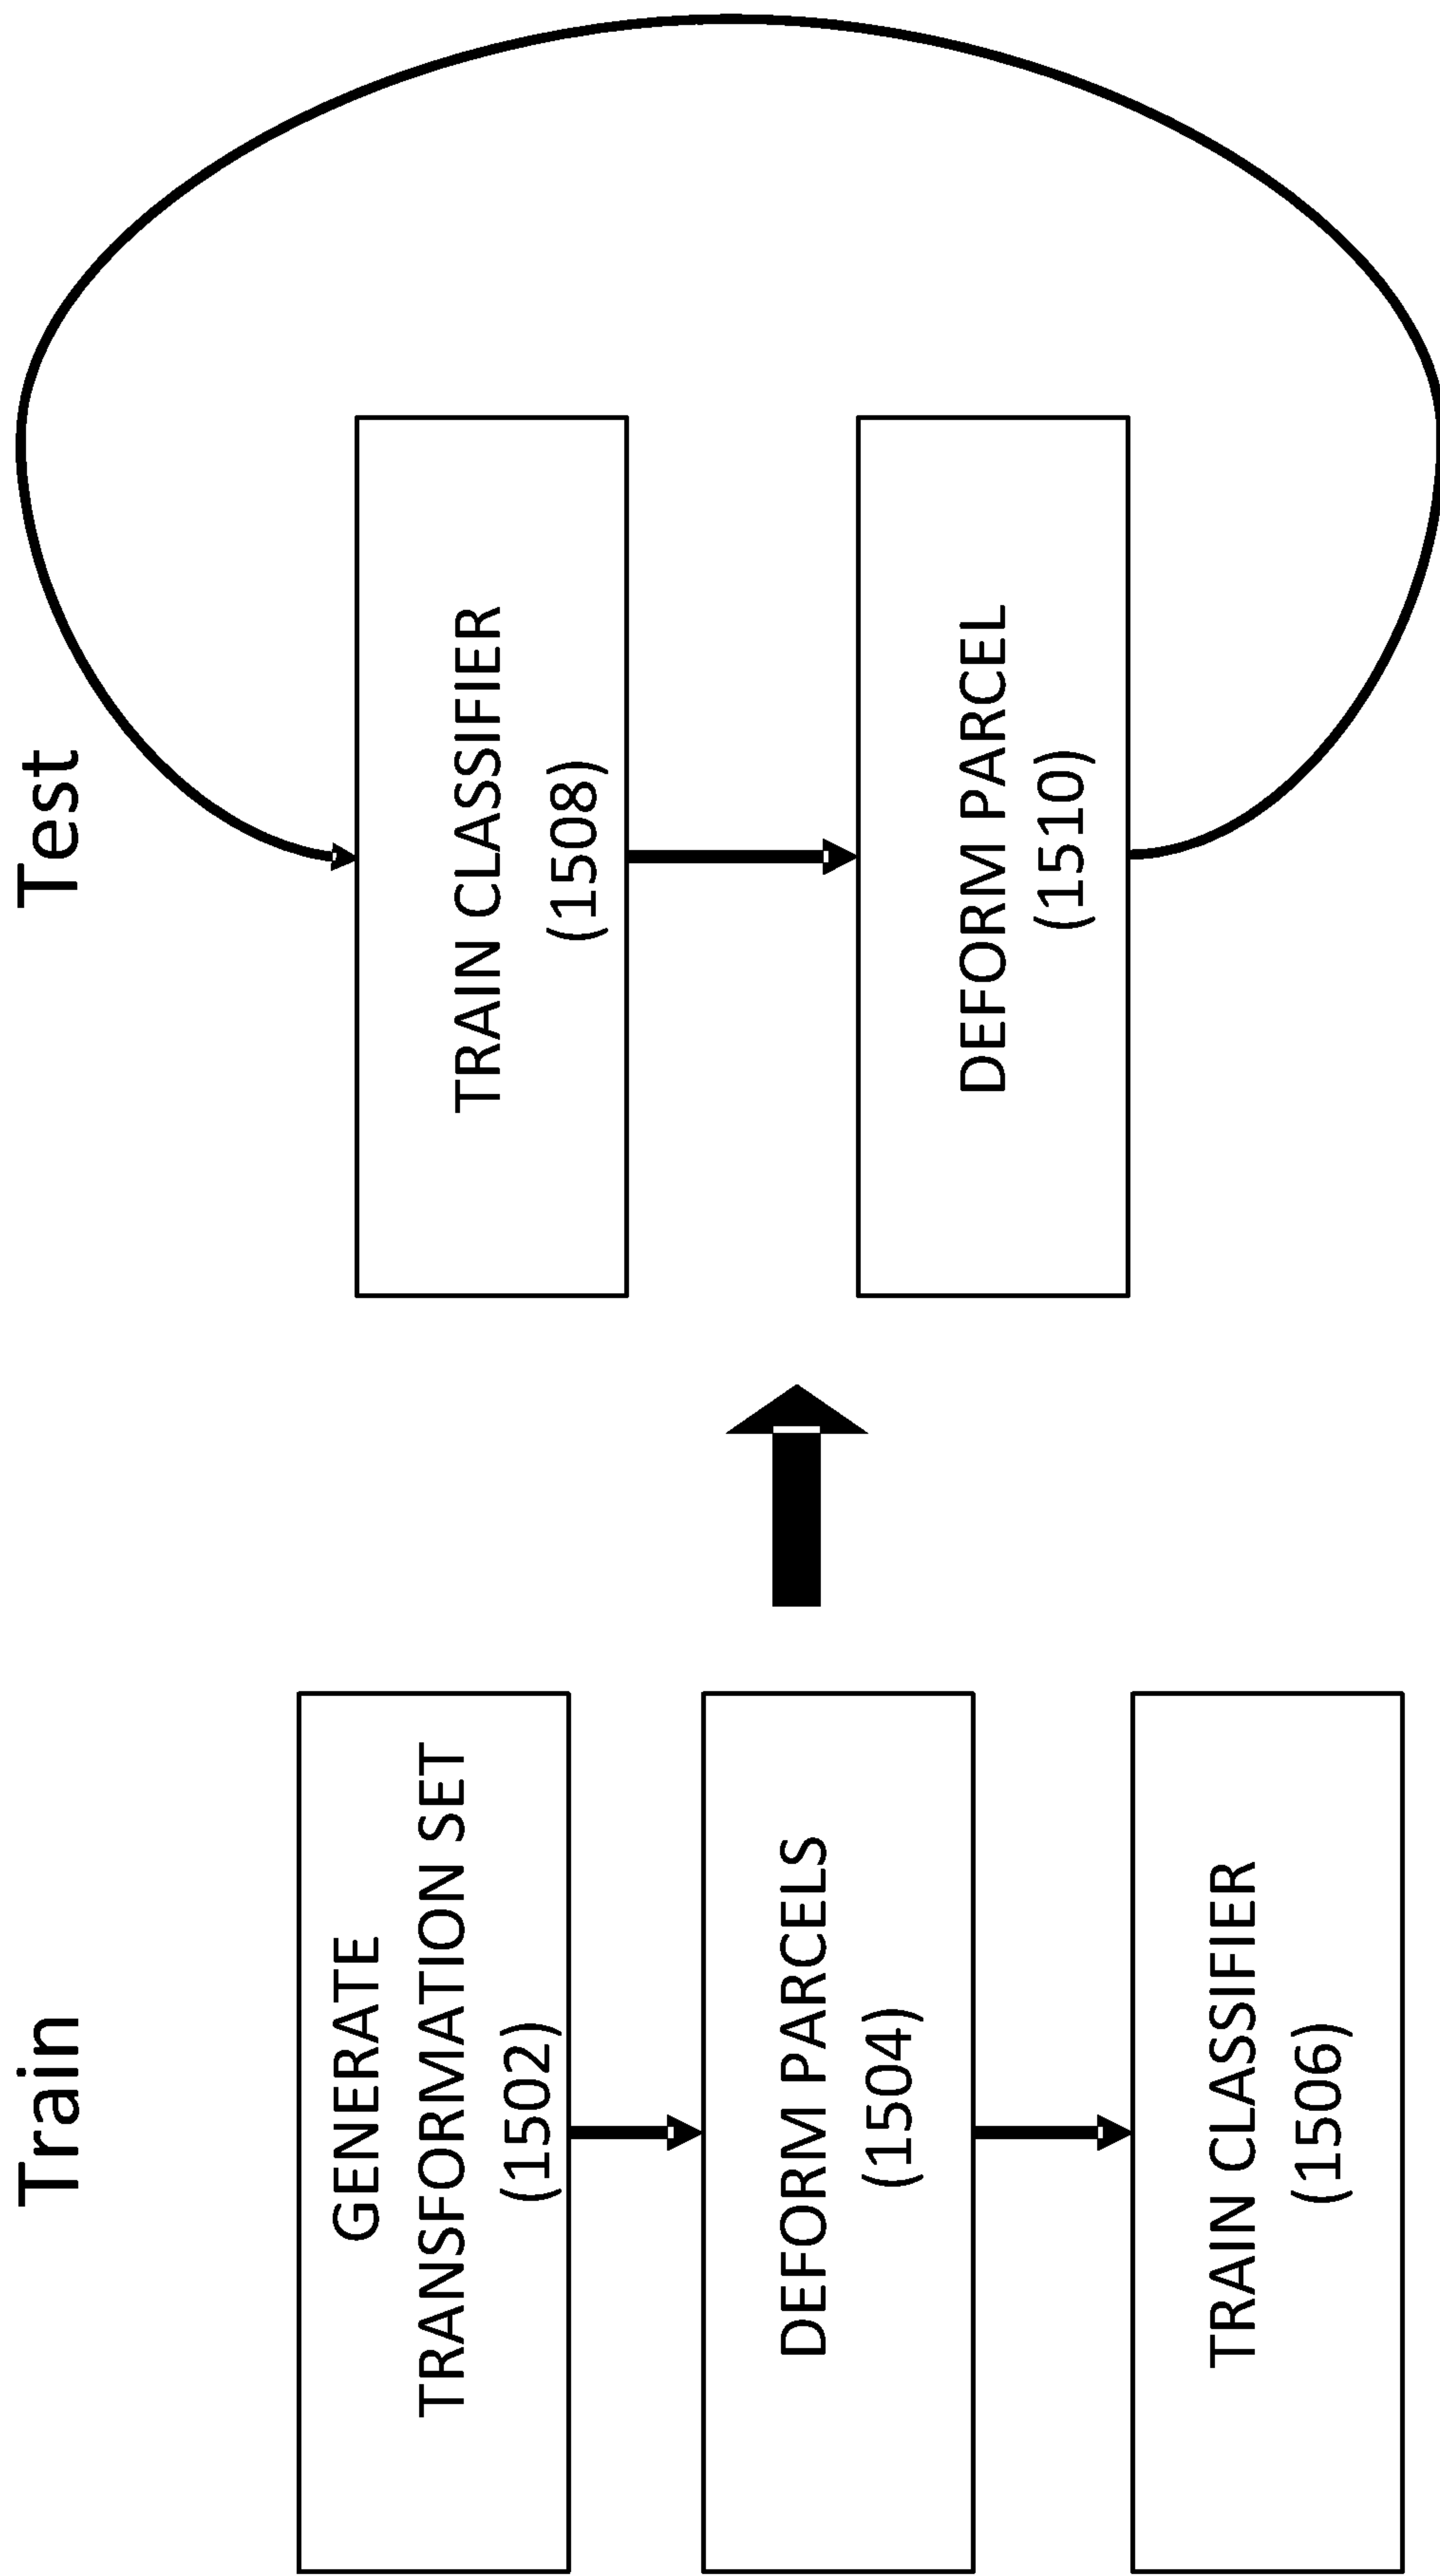 Train
GENERATE
TRANSFORMATION SET
(1502)
DEFORM PARCELS
(1504)
TRAIN CLASSIFIER
(1506)
Test
TRAIN CLASSIFIER
(1508)
DEFORM PARCEL
(1510)